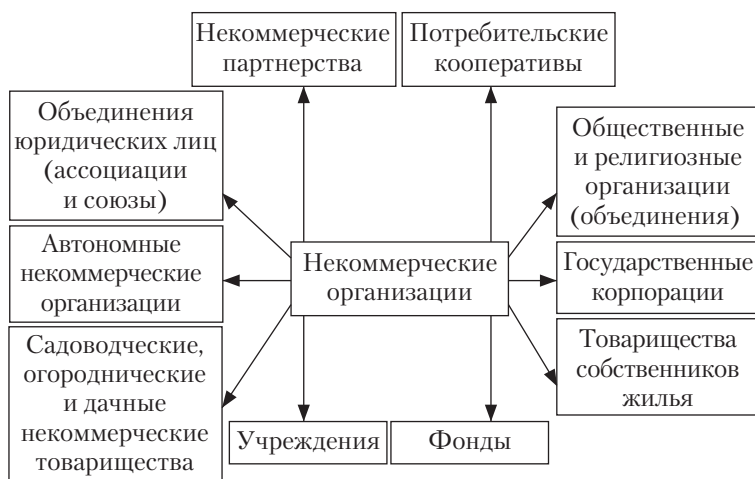 Некоммерческие
партнерства
Потребительские
кооперативы
Объединения
юридических лиц
(ассоциации
и союзы)
Общественные
и религиозные
организации
(объединения)
Автономные
некоммерческие
организации
Некоммерческие
организации
Государственные
корпорации
Садоводческие,
огороднические
и дачные
некоммерческие
товарищества
Товарищества
собственников
жилья
Учреждения
Фонды